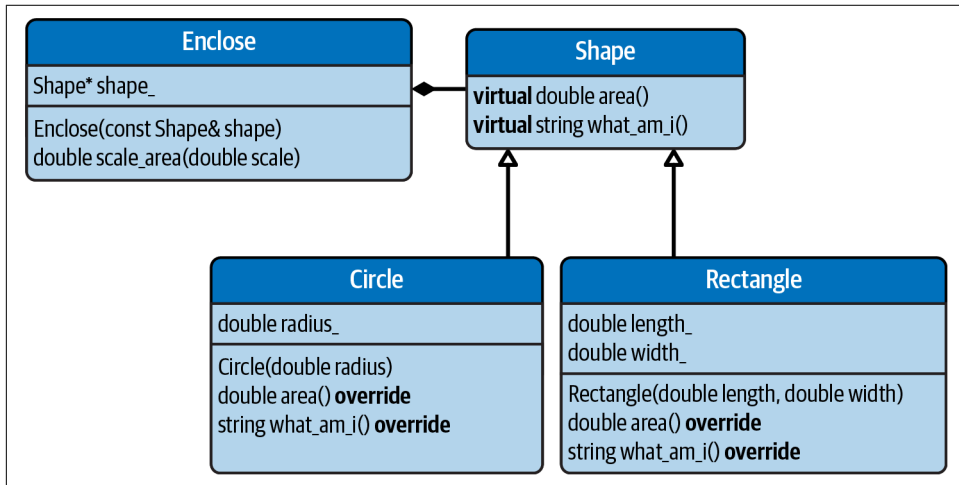 Enclose
Shape* shape_
Enclose(const Shape& shape)
double scale_area(double scale)
Shape
virtual double area()
virtual string what_am_i()
Circle
double radius_
Circle(double radius)
double area() override
string what_am_i() override
Rectangle
double length_
double width_
Rectangle(double length, double width)
double area() override
string what_am_i() override